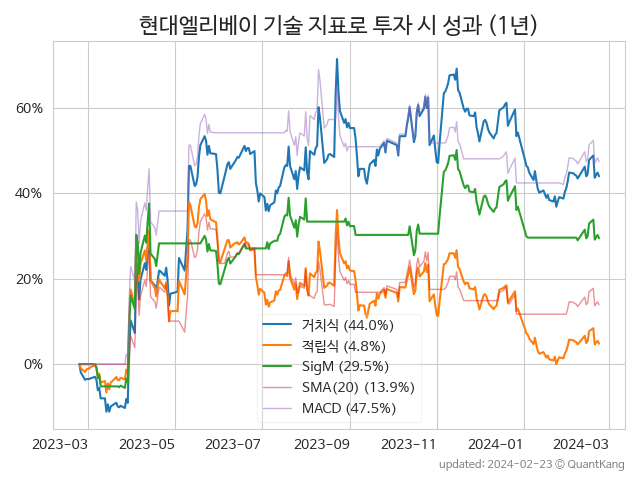 현대엘리베이 기술 지표로 투자 시 성과 (1년)
60%
40%
20%
0%
거치식 (44.0%)
적립식 (4.8%)
SigM (29.5%)
SMA(20) (13.9%)
MACD (47.5%)
2023-03 2023-05 2023-07 2023-09 2023-11 2024-01 2024-03
updated: 2024-02-23 © QuantKang